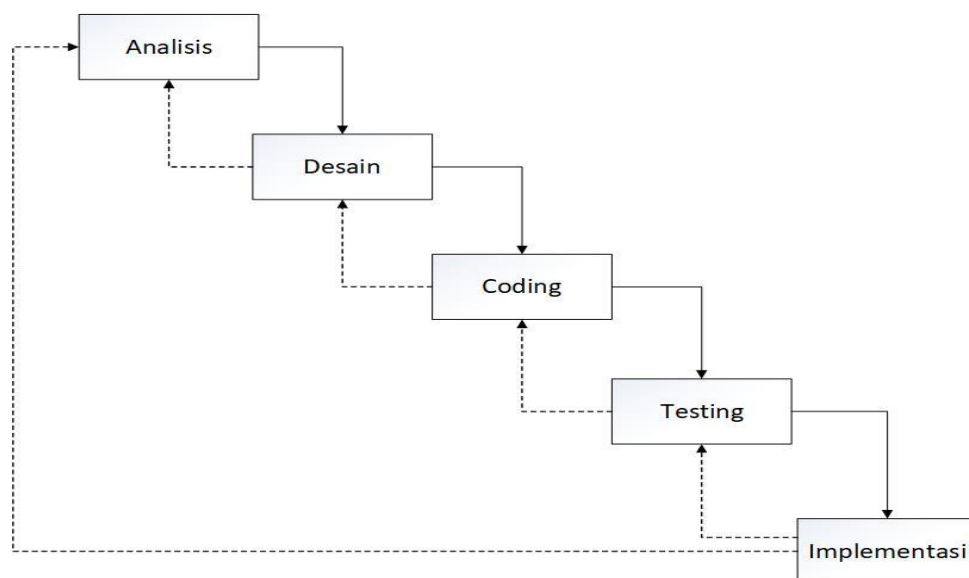 Analisis
Desain
Coding
Testing
Implementasi